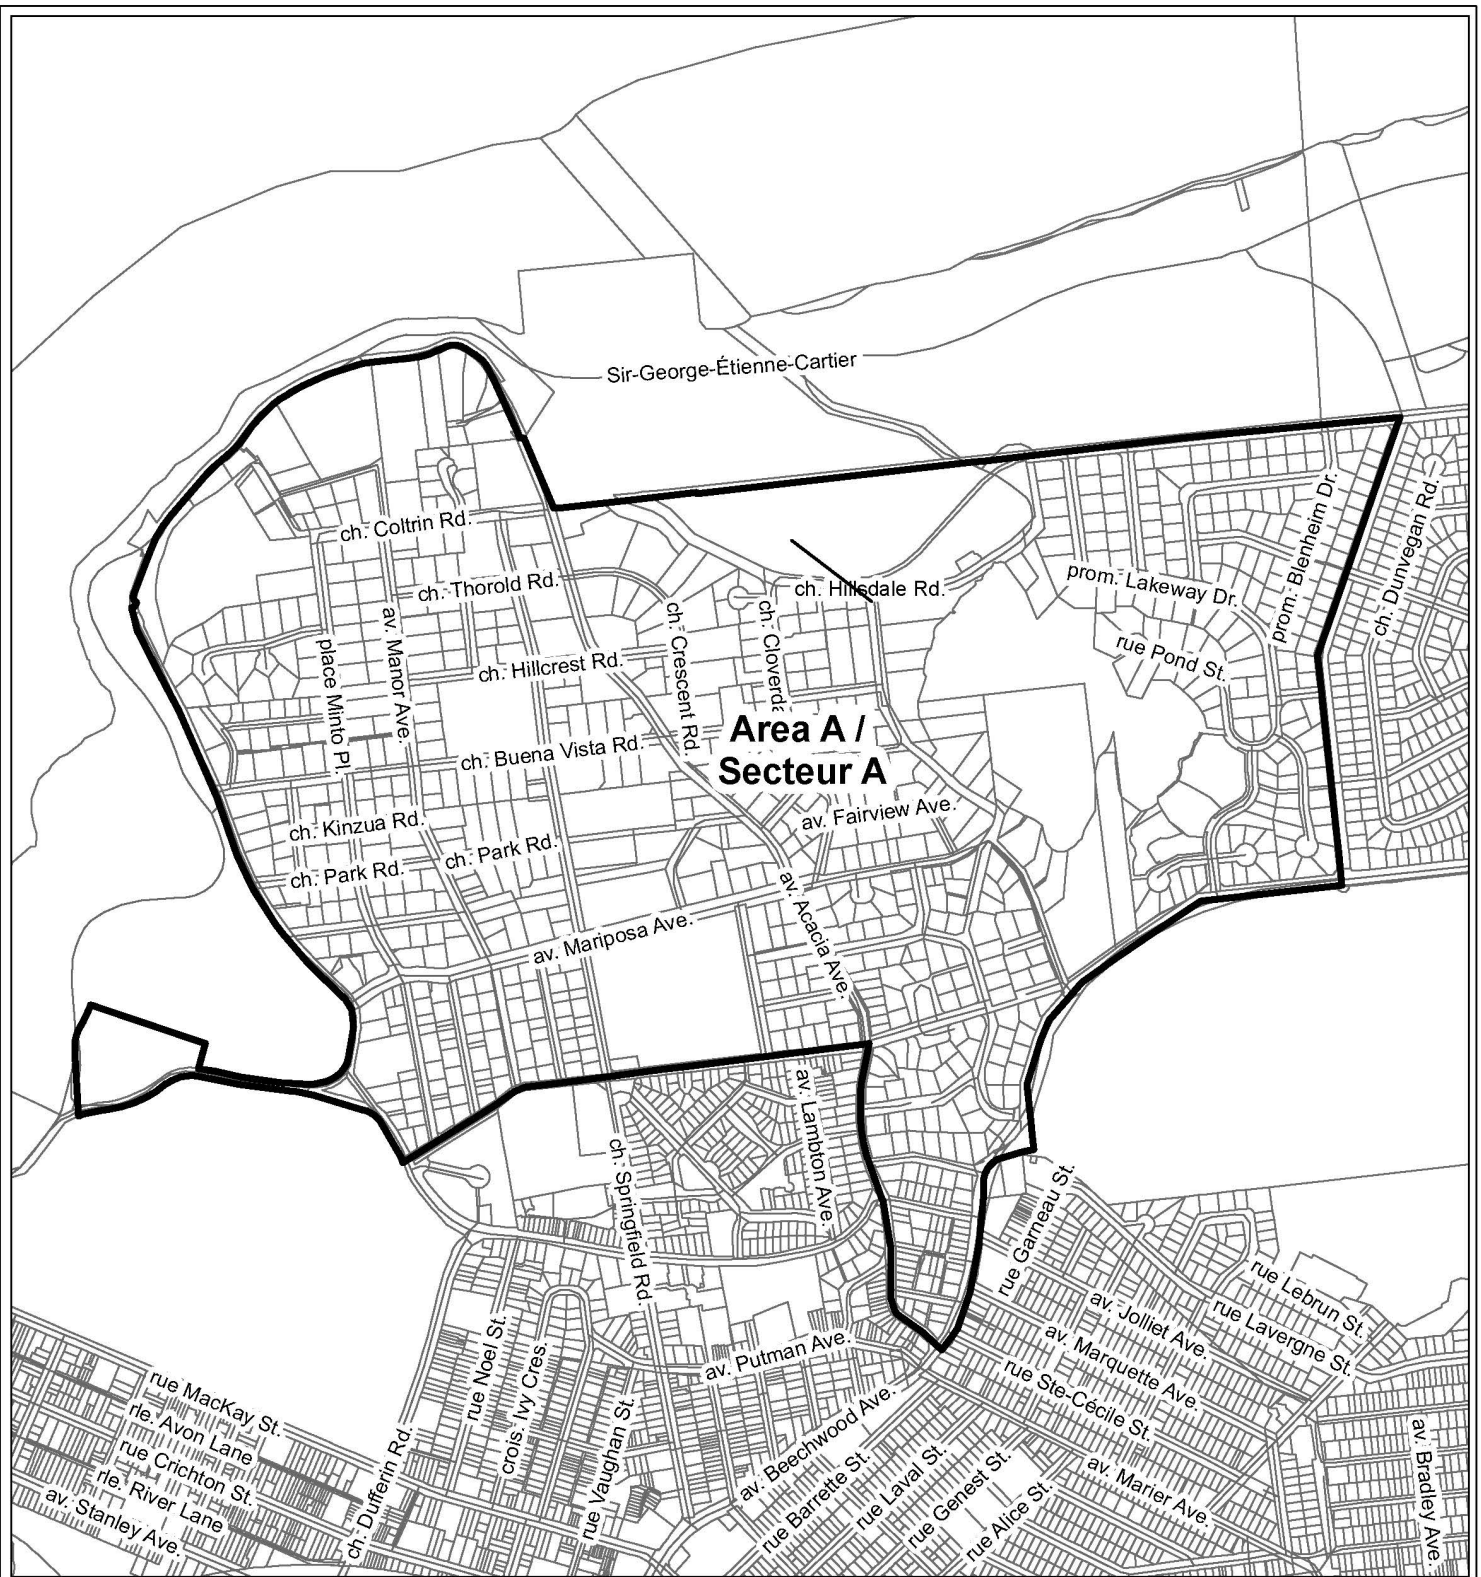 Sir-George-Étienne-Cartier
ch. Coltrin Rd.
ch. Thorold Rd.
ch. Hillsdale Rd.
prom. Lakeway Dr.
prom. Blenheim Dr.
ch. Dunvegan Rd.
rue Pond St.
place Minto Pl.
av. Manor Ave.
ch. Hillcrest Rd.
ch. Crescent Rd.
ch. Cloverda
Area A /
Secteur A
ch. Buena Vista Rd.
ch. Kinzua Rd.
av. Fairview Ave.
ch. Park Rd.
ch. Park Rd.
av. Mariposa Ave.
av. Acacia Ave.
av. Lambton Ave.
ch. Springfield Rd.
rue Garneau St.
rue Lebrun St.
rue Lavergne St.
av. Jolliet Ave.
av. Marquette Ave.
rue Ste-Cécile St.
av. Putman Ave.
rue Noel St.
crois. Ivy Cres.
rue Vaughan St.
av. Beechwood Ave.
rue Barrette St.
rue Laval St.
rue Genest St.
rue Alice St.
av. Marier Ave.
av. Bradley Ave.
rue MacKay St.
rle. Avon Lane
rue Crichton St.
rle. River Lane
av. Stanley Ave.
ch. Dufferin Rd.